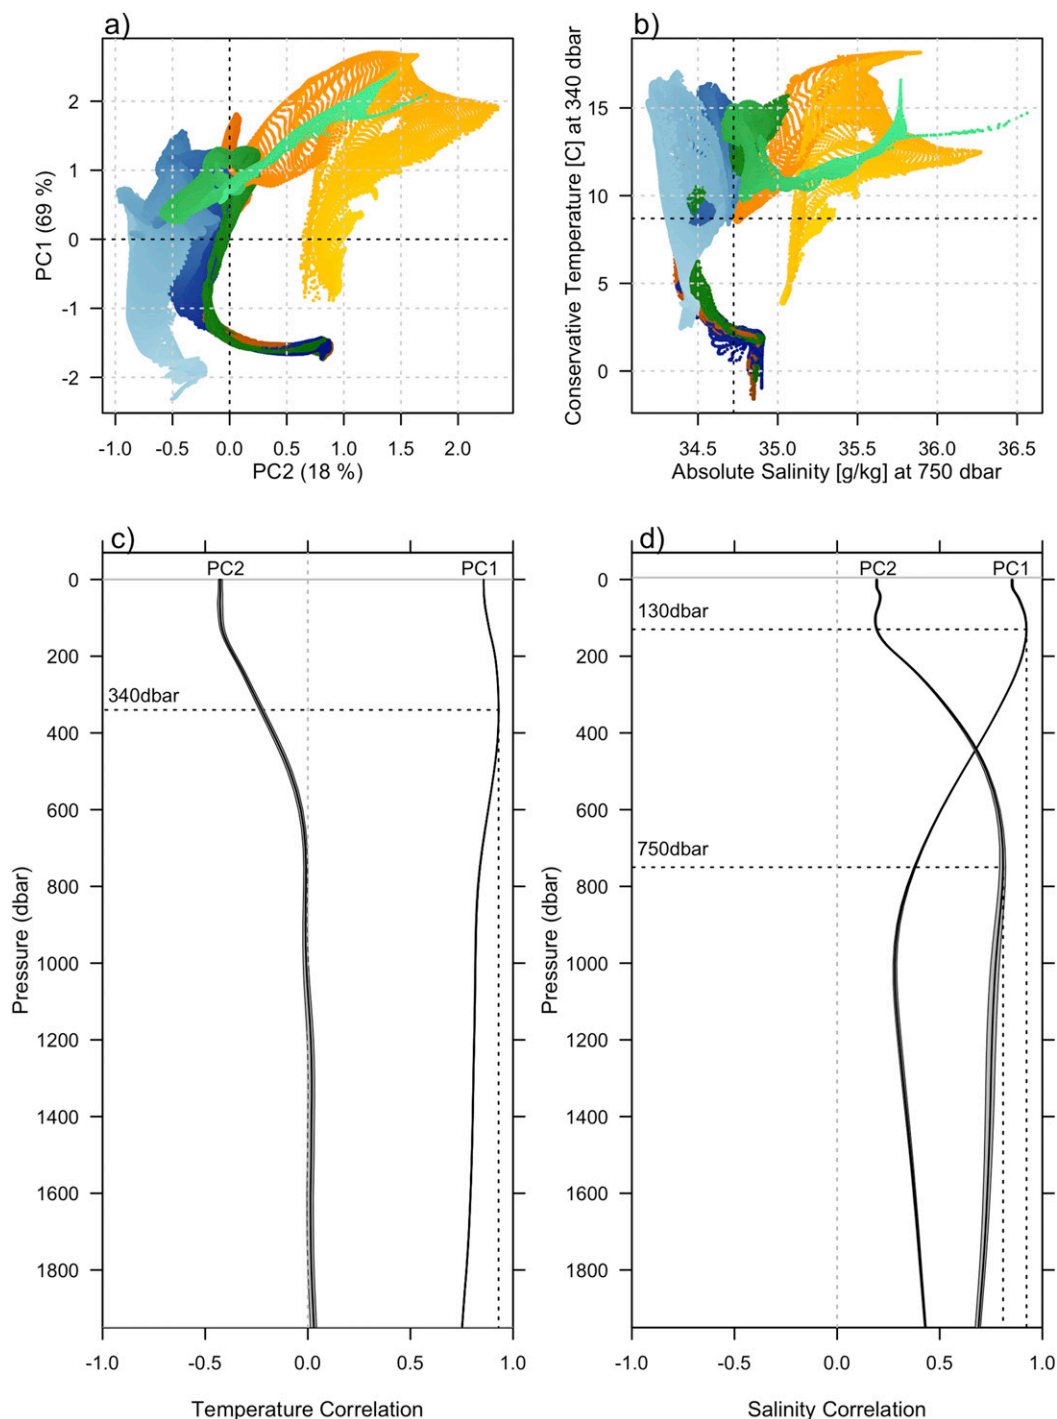 a)
PC1 (69 %)
2
1
0
-1
-2
-1.0 -0.5 0.0 0.5 1.0 1.5 2.0
PC2 (18 %)
b)
Conservative Temperature [C] at 340 dbar
15
10
5
0
34.5 35.0 35.5 36.0 36.5
Absolute Salinity [g/kg] at 750 dbar
c)
PC2 PC1
340dbar
Pressure (dbar)
0
200
400
600
800
1000
1200
1400
1600
1800
-1.0 -0.5 0.0 0.5 1.0
Temperature Correlation
d)
PC2 PC1
130dbar
750dbar
Pressure (dbar)
0
200
400
600
800
1000
1200
1400
1600
1800
-1.0 -0.5 0.0 0.5 1.0
Salinity Correlation